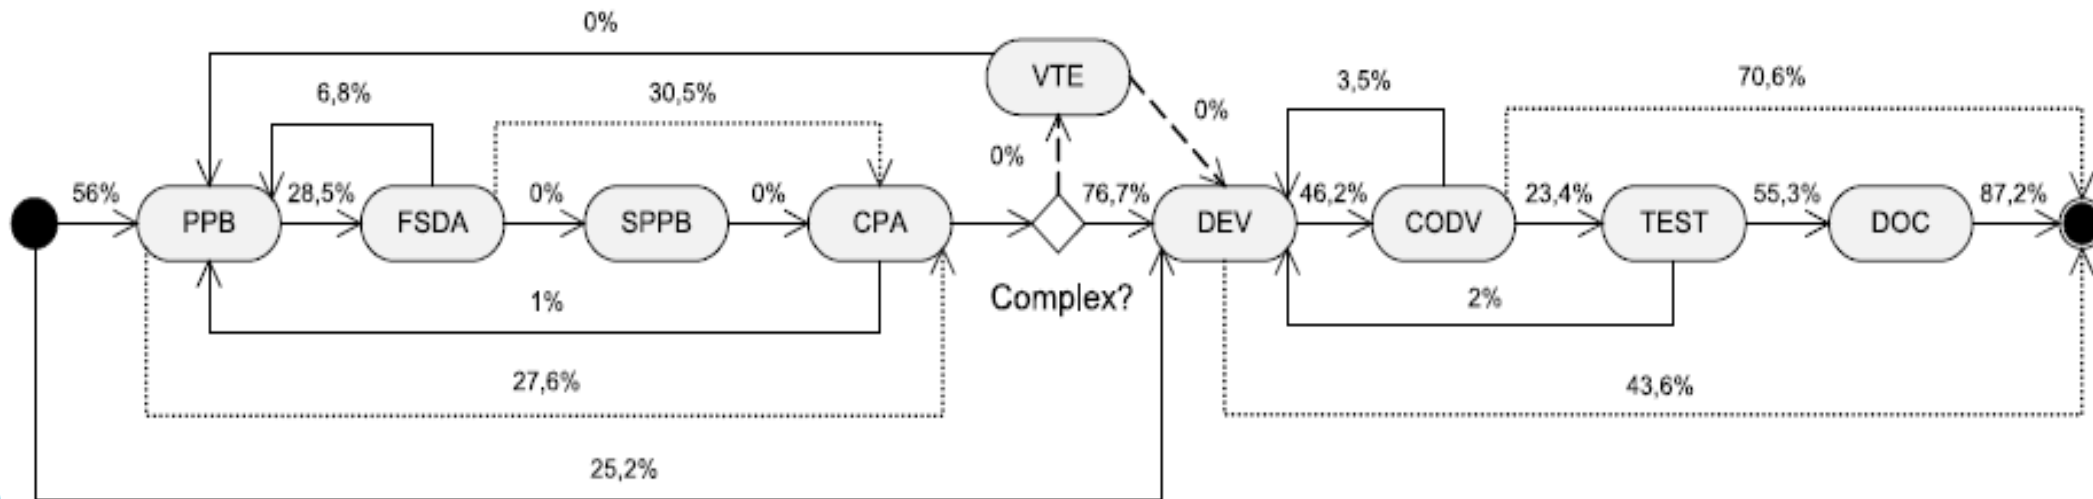 0%
VTE
6,8%
30,5%
3,5%
70,6%
0%
0%
56%
PPB
28,5%
FSDA
0%
SPPB
0%
CPA
76,7%
DEV
46,2%
CODV
23,4%
TEST
55,3%
DOC
87,2%
1%
Complex?
2%
27,6%
43,6%
25,2%